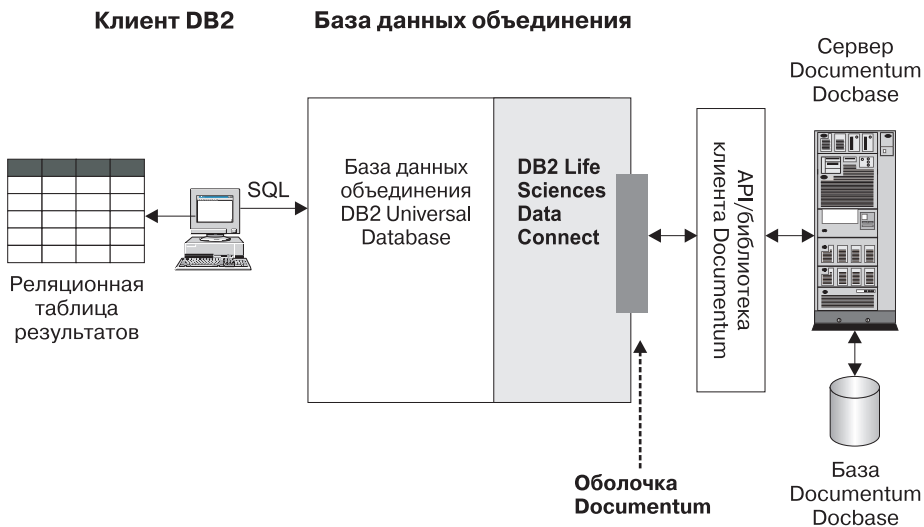 Клиент DB2
База данных объединения
Сервер
Documentum
Docbase
SQL
База данных
объединения
DB2 Universal
Database
DB2 Life
Sciences
Data
Connect
API/библиотека
клиента Documentum
Реляционная
таблица
результатов
Оболочка
Documentum
База
Documentum
Docbase